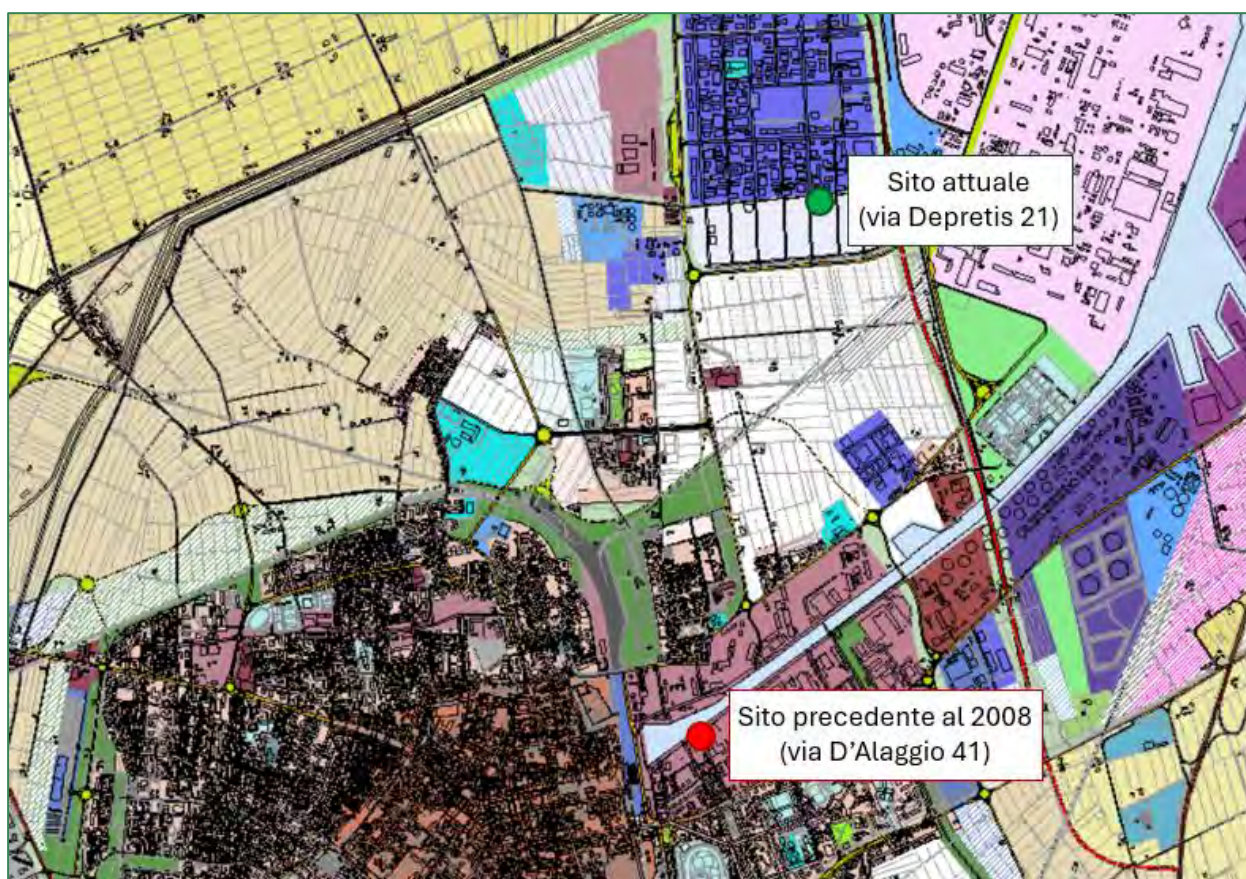 Sito attuale
(via Depretis 21)
Sito precedente al 2008
(via D'Alaggio 41)